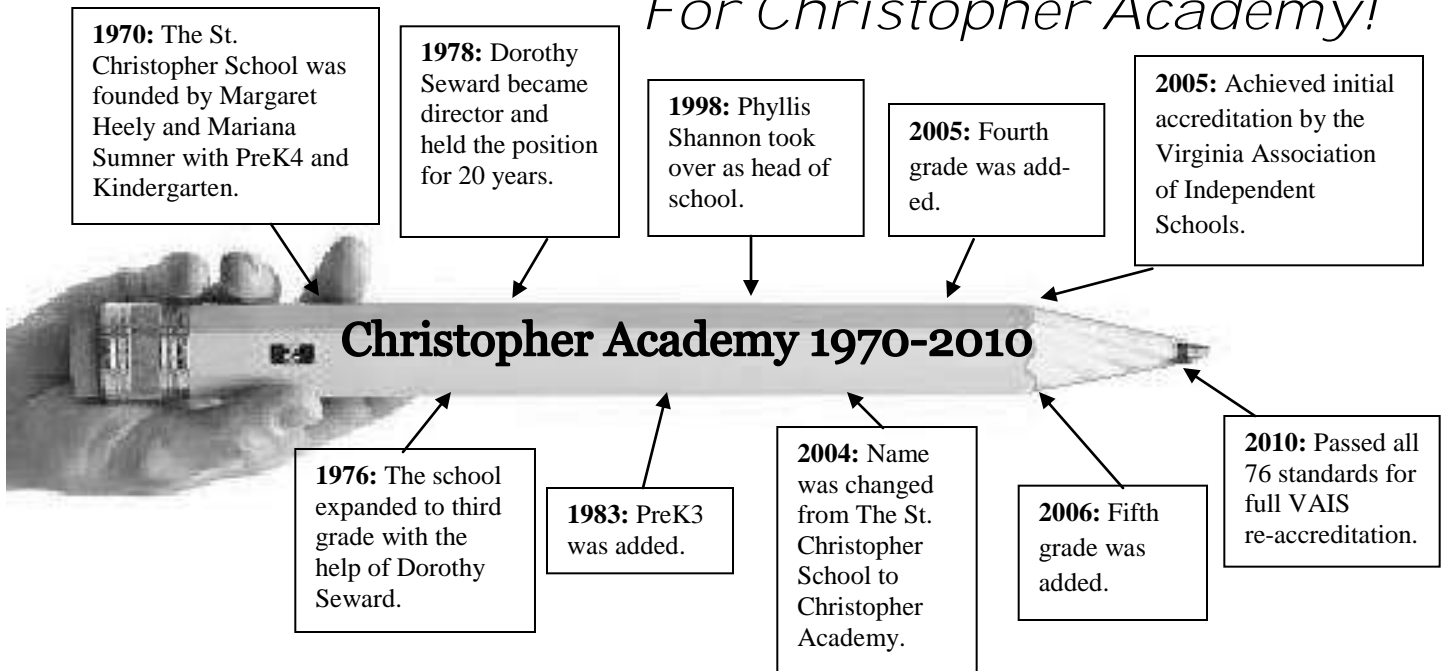 For Christopher Academy!
1970: The St.
Christopher School was
founded by Margaret
Heely and Mariana
Sumner with PreK4 and
Kindergarten.
1978: Dorothy
Seward became
director and
held the position
for 20 years.
1998: Phyllis
Shannon took
over as head of
school.
2005: Fourth
grade was add-
ed.
2005: Achieved initial
accreditation by the
Virginia Association
of Independent
Schools.
Christopher Academy 1970-2010
1976: The school
expanded to third
grade with the
help of Dorothy
Seward.
1983: PreK3
was added.
2004: Name
was changed
from The St.
Christopher
School to
Christopher
Academy.
2006: Fifth
grade was
added.
2010: Passed all
76 standards for
full VAIS
re-accreditation.